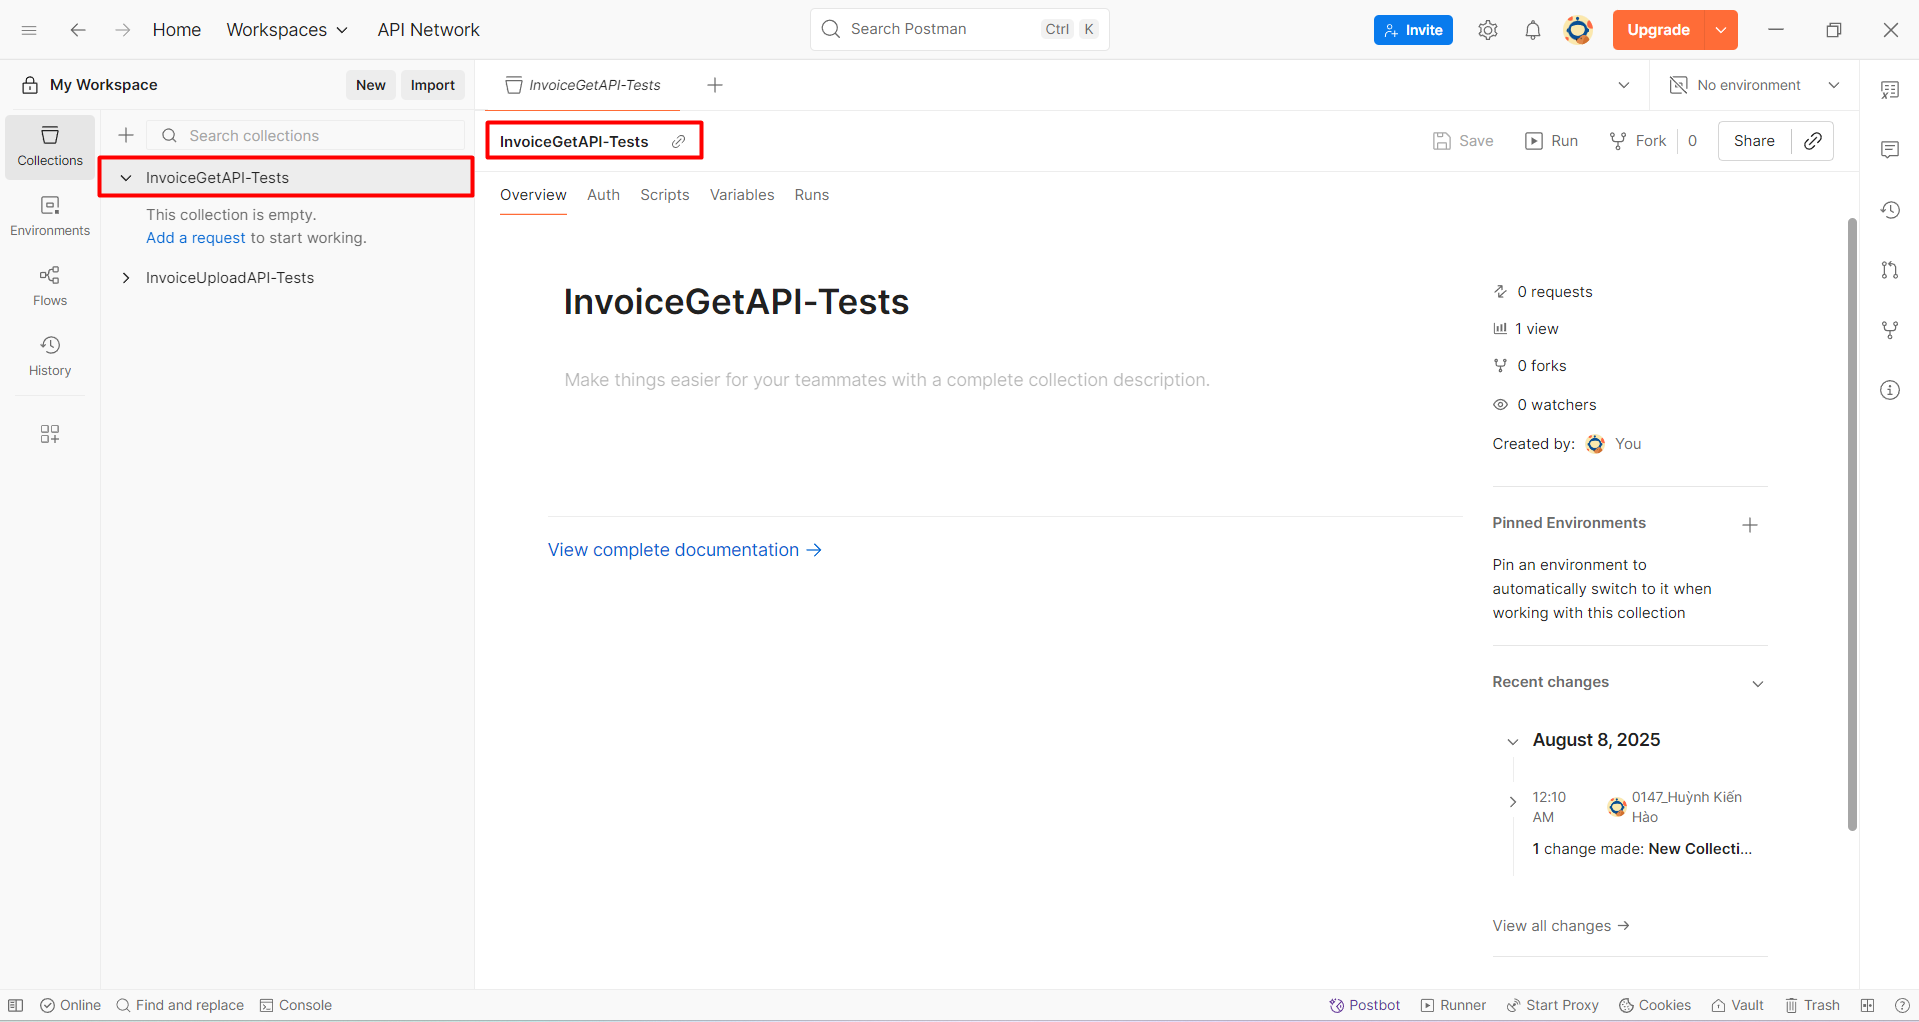 Home Workspaces API Network Search Postman Ctrl K Invite Upgrade
My Workspace New Import InvoiceGetAPI-Tests No environment
Collections
Environments
Flows
History
Search collections
InvoiceGetAPI-Tests
This collection is empty.
Add a request to start working.
InvoiceUploadAPI-Tests
InvoiceGetAPI-Tests Save Run Fork 0 Share
Overview Auth Scripts Variables Runs
InvoiceGetAPI-Tests
Make things easier for your teammates with a complete collection description.
View complete documentation →
0 requests
1 view
0 forks
0 watchers
Created by: You
Pinned Environments
Pin an environment to
automatically switch to it when
working with this collection
Recent changes
August 8, 2025
12:10
AM
0147_Huỳnh Kiến
Hào
1 change made: New Collecti...
View all changes →
Online Find and replace Console Postbot Runner Start Proxy Cookies Vault Trash